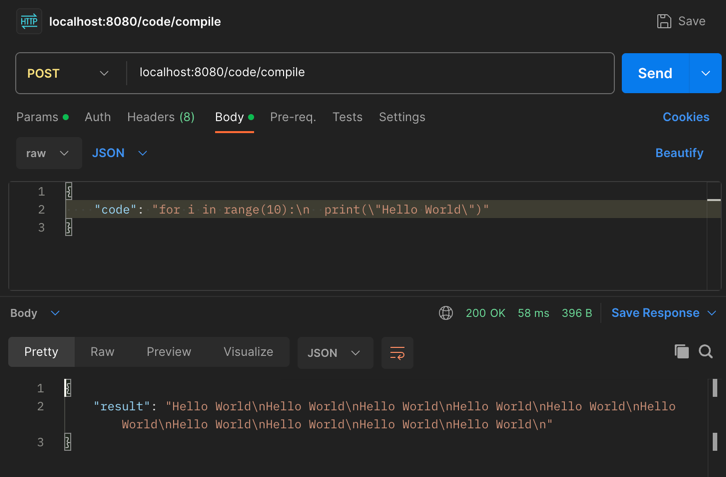 HTTP localhost:8080/code/compile Save
POST localhost:8080/code/compile Send
Params Auth Headers (8) Body Pre-req. Tests Settings Cookies
raw JSON Beautify
1 {
2 "code": "for i in range(10):\n  print(\"Hello World\")"
3 }
Body 200 OK 58 ms 396 B Save Response
Pretty Raw Preview Visualize JSON
1 {
2 "result": "Hello World\nHello World\nHello World\nHello World\nHello World\nHello
World\nHello World\nHello World\nHello World\nHello World\n"
3 }